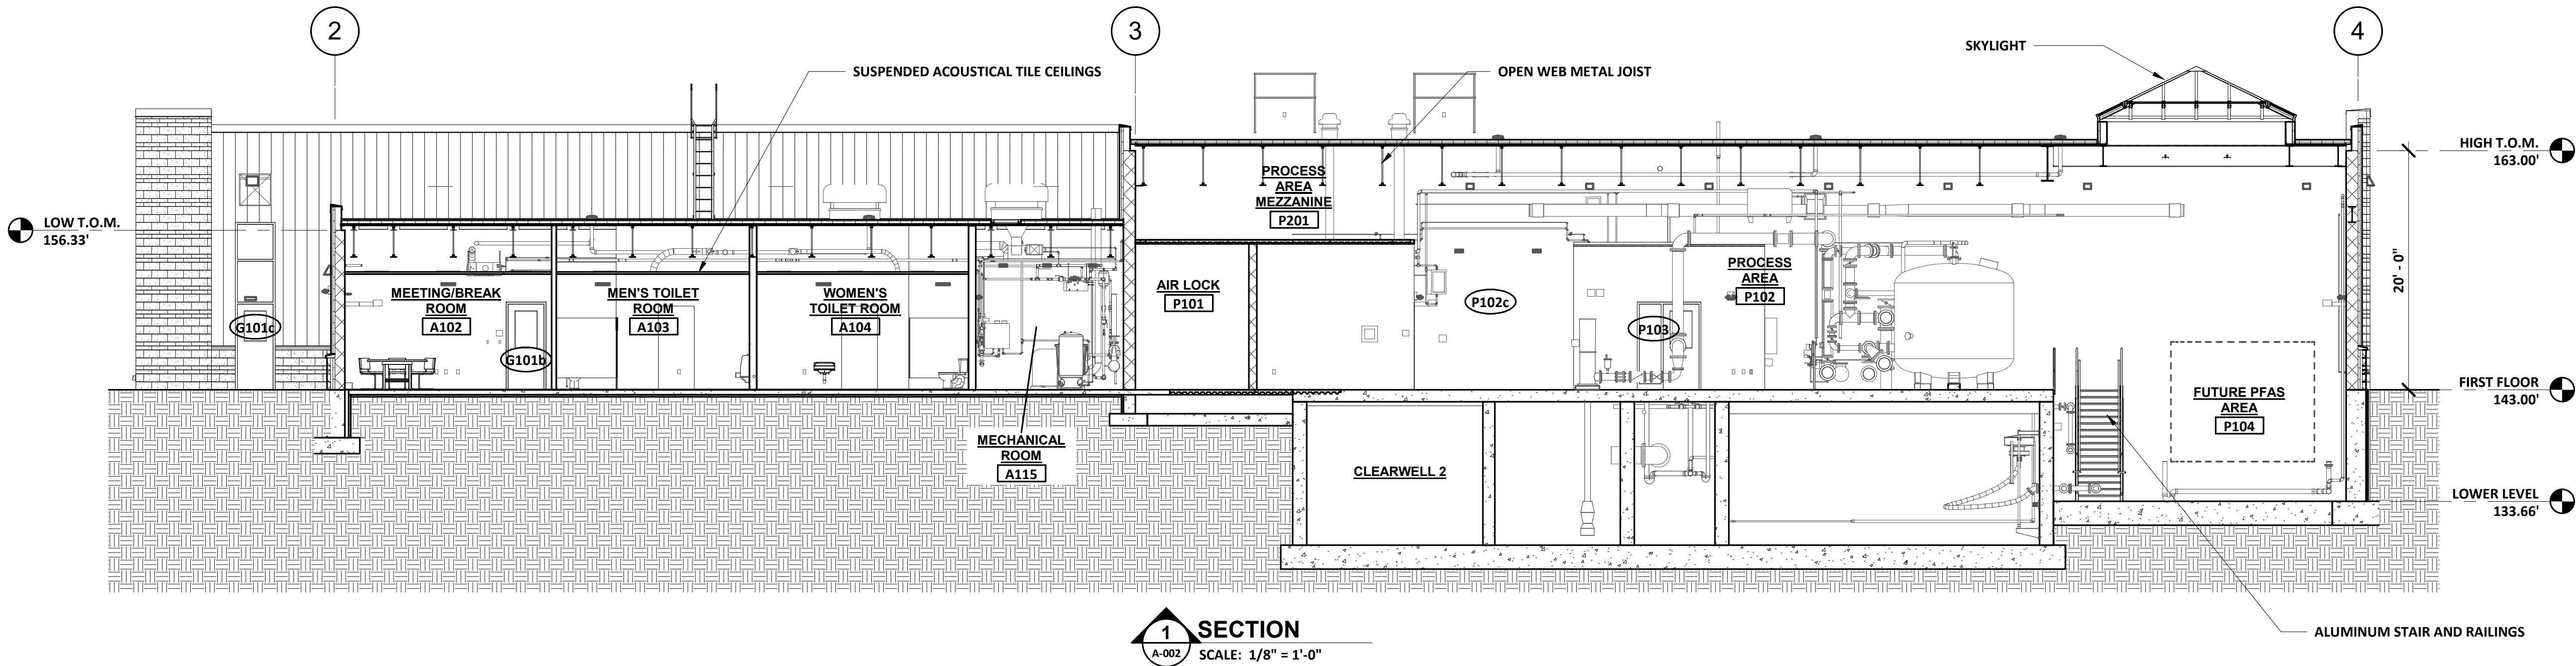 2
3
4
SKYLIGHT
SUSPENDED ACOUSTICAL TILE CEILINGS
OPEN WEB METAL JOIST
HIGH T.O.M.
163.00'
LOW T.O.M.
156.33'
PROCESS
AREA
MEZZANINE
P201
20' - 0"
MEETING/BREAK
ROOM
A102
MEN'S TOILET
ROOM
A103
WOMEN'S
TOILET ROOM
A104
AIR LOCK
P101
P102c
PROCESS
AREA
P102
P103
G101c
G101b
FIRST FLOOR
143.00'
FUTURE PFAS
AREA
P104
MECHANICAL
ROOM
A115
CLEARWELL 2
LOWER LEVEL
133.66'
ALUMINUM STAIR AND RAILINGS
1
A-002
SECTION
SCALE: 1/8" = 1'-0"